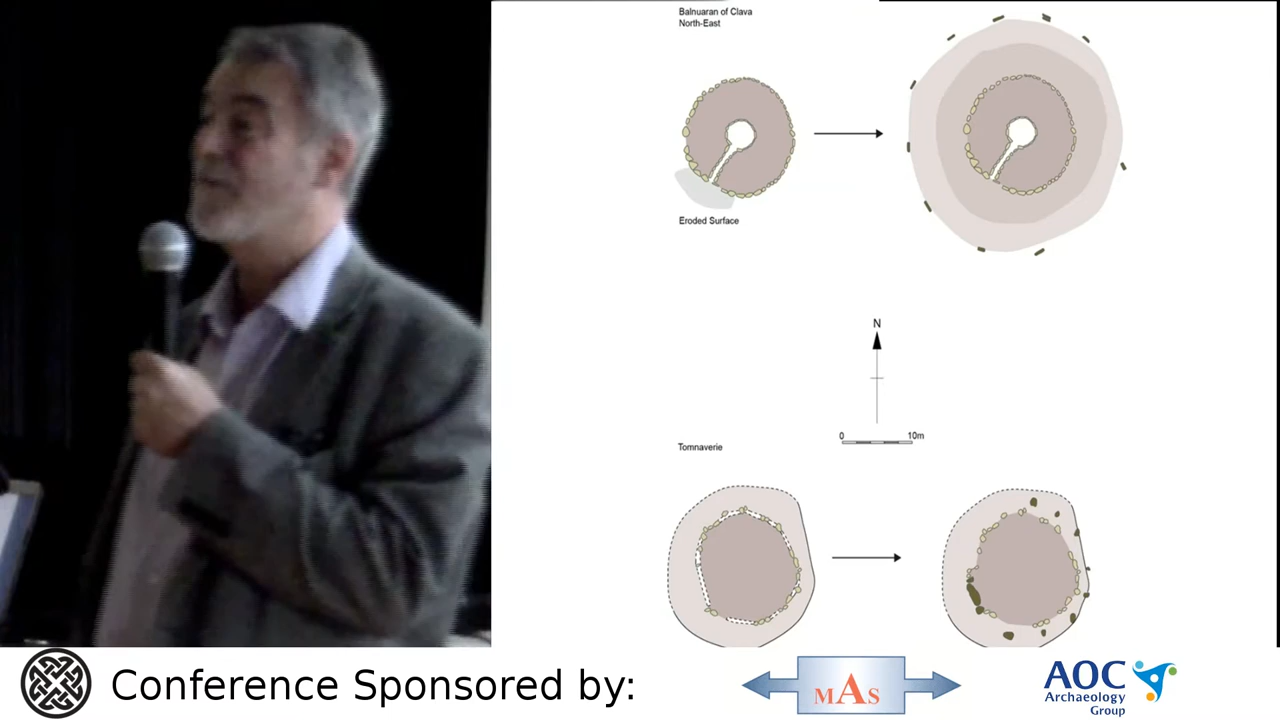 Balnuaran of Clava
North-East
Eroded Surface
N
0 10m
Tomnaverie
Conference Sponsored by:
MAS
AOC
Archaeology
Group